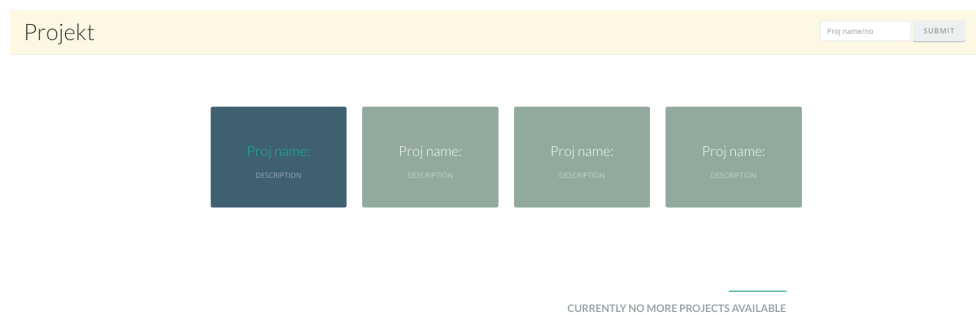 Projekt
Proj name/no
SUBMIT
Proj name:
DESCRIPTION
Proj name:
DESCRIPTION
Proj name:
DESCRIPTION
Proj name:
DESCRIPTION
CURRENTLY NO MORE PROJECTS AVAILABLE